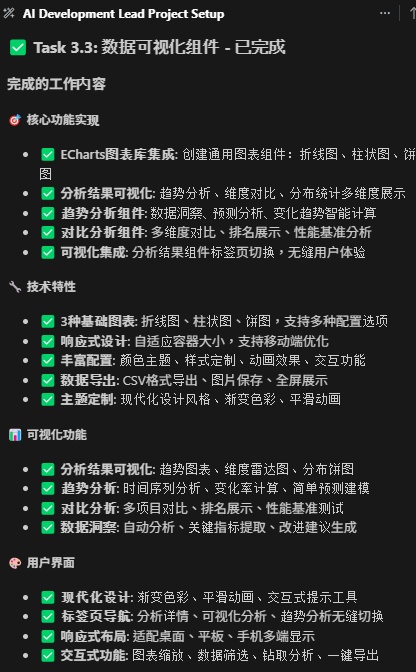 AI Development Lead Project Setup
Task 3.3: 数据可视化组件 - 已完成
完成的工作内容
核心功能实现
ECharts图表库集成: 创建通用图表组件：折线图、柱状图、饼
图
分析结果可视化: 趋势分析、维度对比、分布统计多维度展示
趋势分析组件: 数据洞察、预测分析、变化趋势智能计算
对比分析组件: 多维度对比、排名展示、性能基准分析
可视化集成: 分析结果组件标签页切换，无缝用户体验
技术特性
3种基础图表: 折线图、柱状图、饼图，支持多种配置选项
响应式设计: 自适应容器大小，支持移动端优化
丰富配置: 颜色主题、样式定制、动画效果、交互功能
数据导出: CSV格式导出、图片保存、全屏展示
主题定制: 现代化设计风格、渐变色彩、平滑动画
可视化功能
分析结果可视化: 趋势图表、维度雷达图、分布饼图
趋势分析: 时间序列分析、变化率计算、简单预测建模
对比分析: 多项目对比、排名展示、性能基准测试
数据洞察: 自动分析、关键指标提取、改进建议生成
用户界面
现代化设计: 渐变色彩、平滑动画、交互式提示工具
标签页导航: 分析详情、可视化分析、趋势分析无缝切换
响应式布局: 适配桌面、平板、手机多端显示
交互式功能: 图表缩放、数据筛选、钻取分析、一键导出